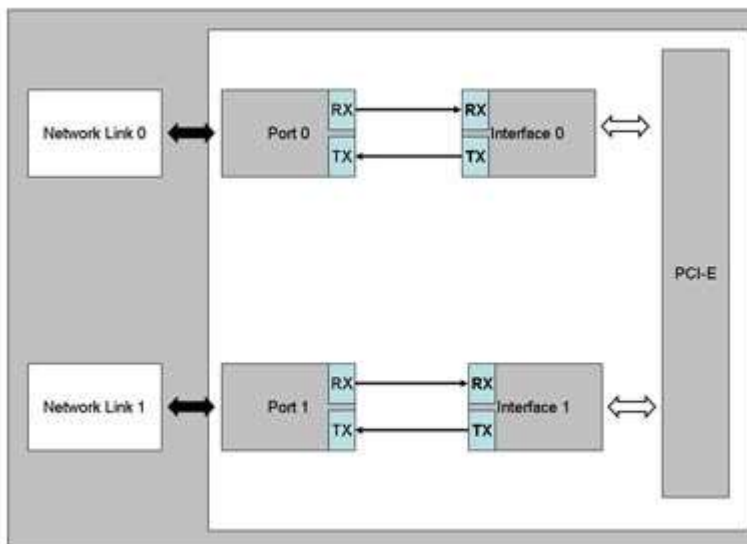 Network Link 0
Port 0
RX
TX
RX
TX
Interface 0
PCI-E
Network Link 1
Port 1
RX
TX
RX
TX
Interface 1